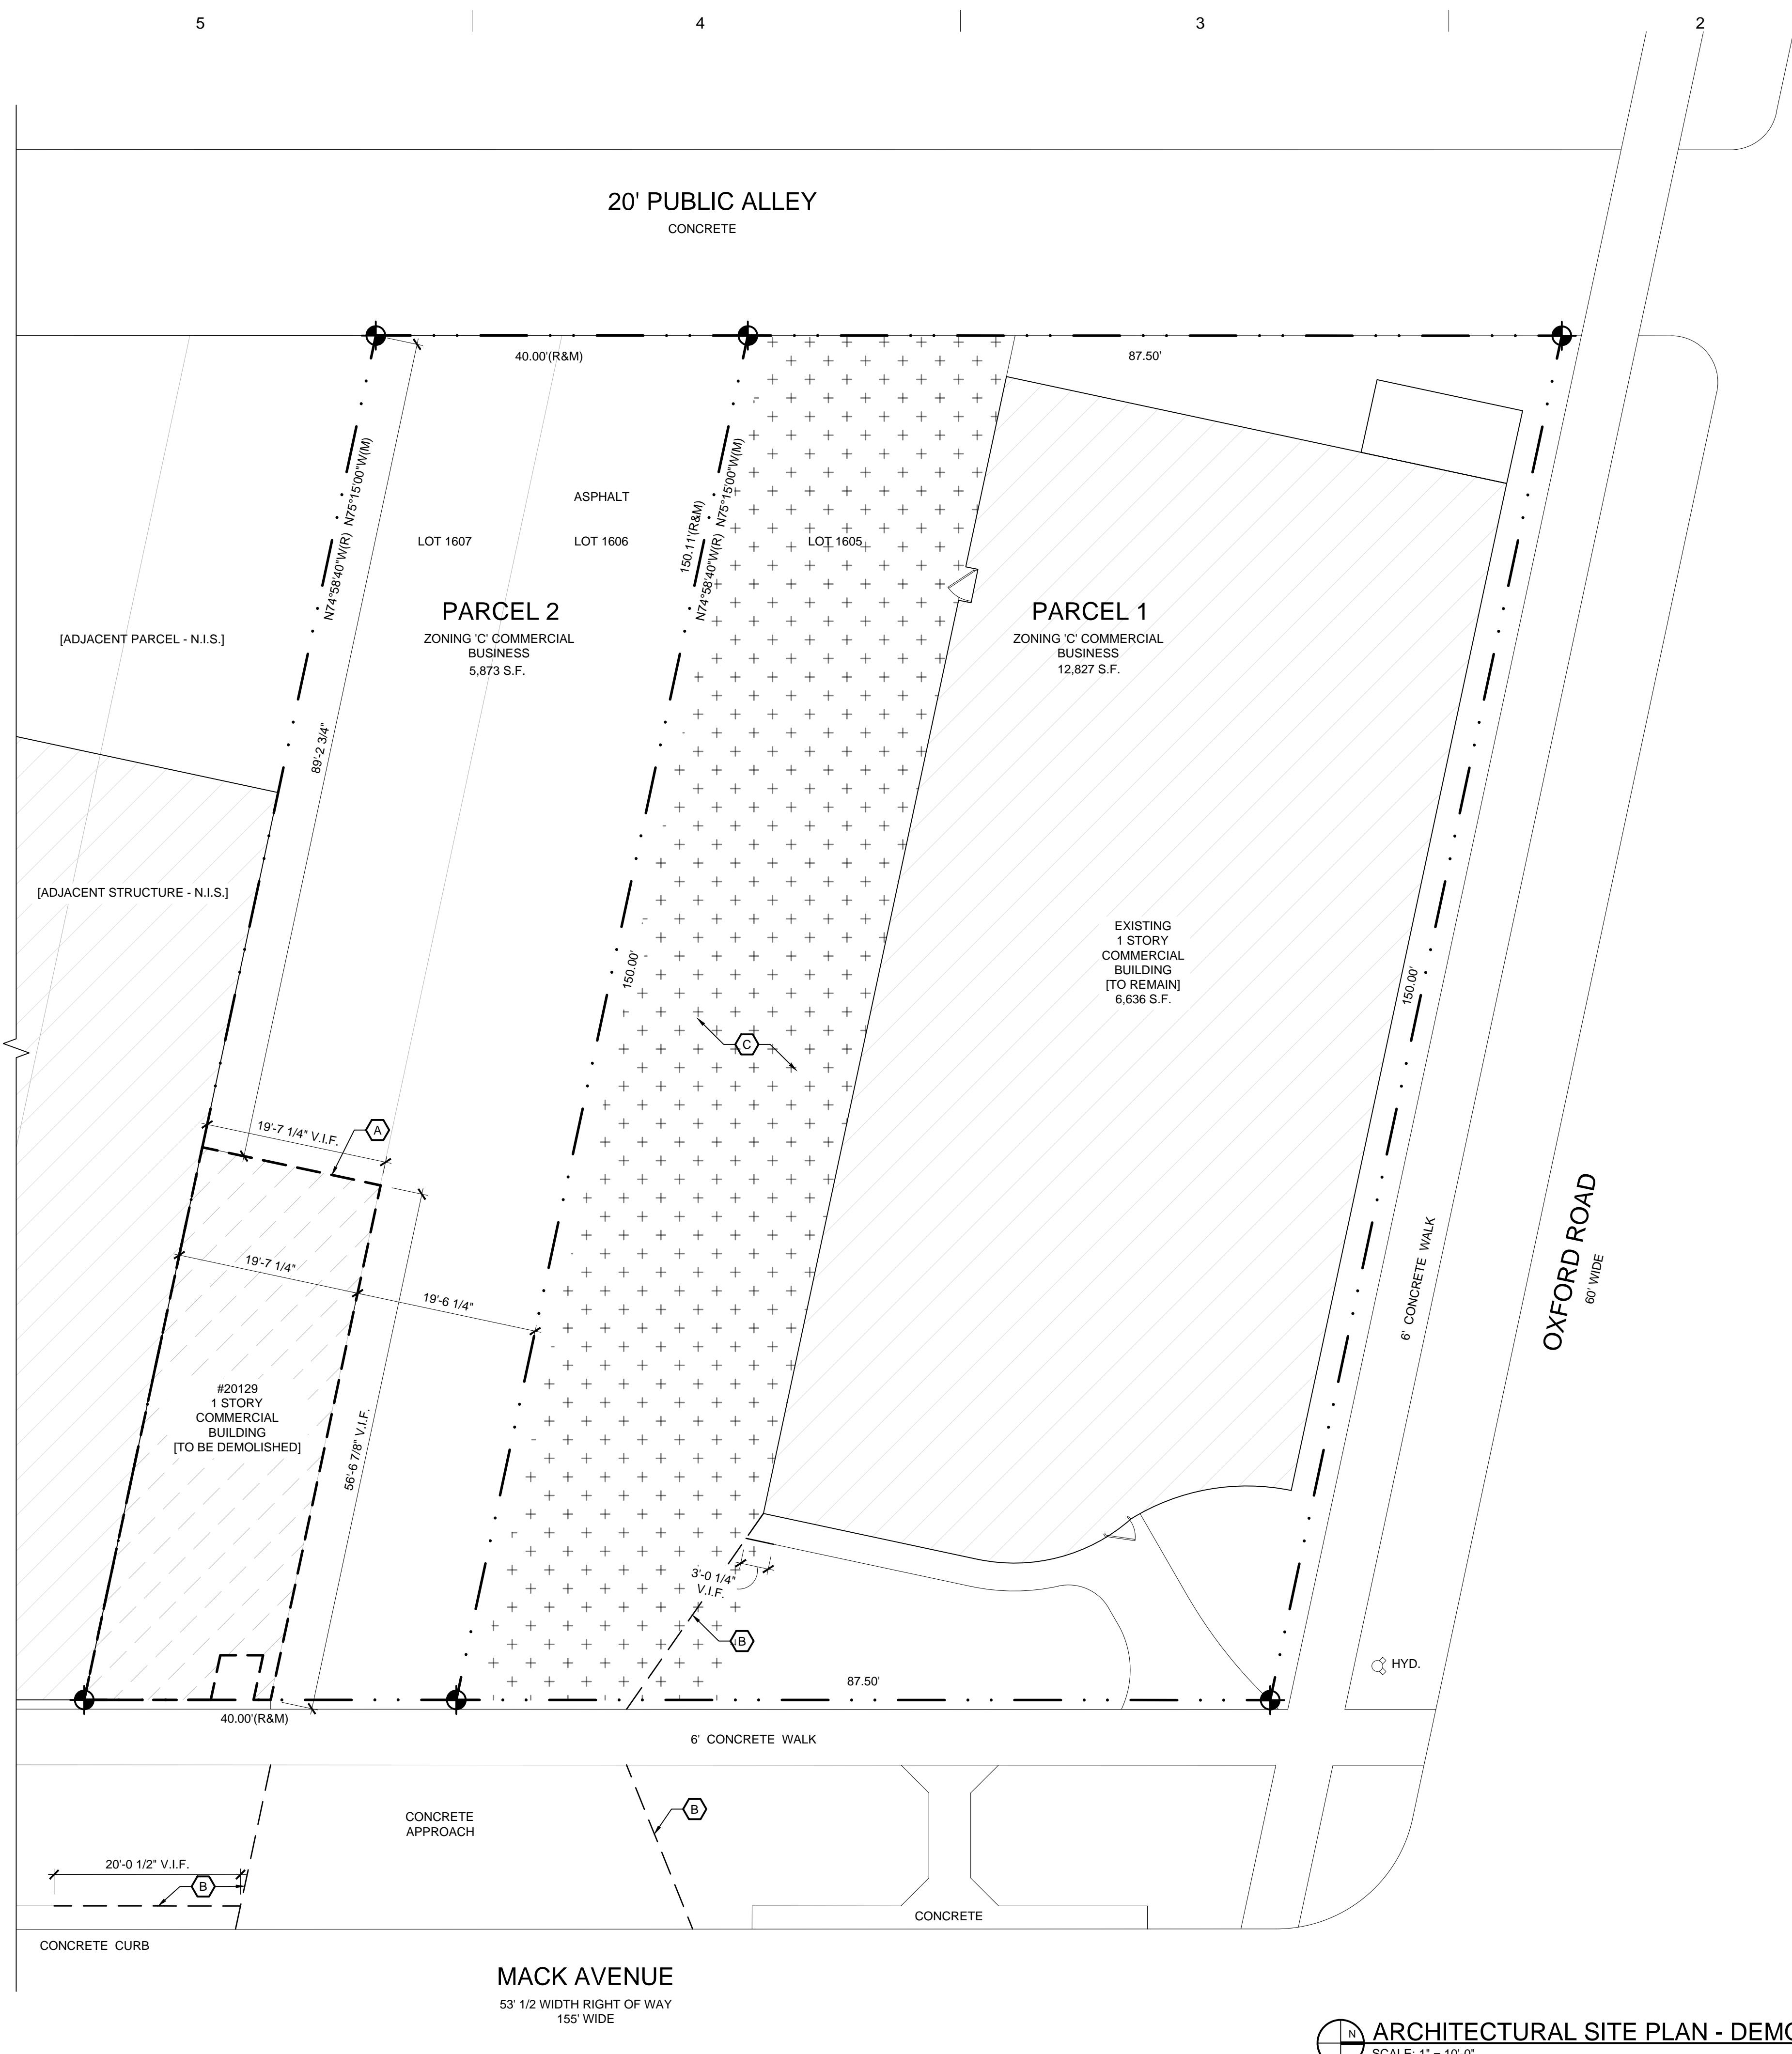 5 4 3 2
20' PUBLIC ALLEY
CONCRETE
40.00'(R&M)
87.50'
N74°58'40"W(R) N75°15'00"W(M)
150.11'(R&M)
N74°58'40"W(R) N75°15'00"W(M)
ASPHALT
LOT 1607
LOT 1606
LOT 1605
PARCEL 2
ZONING 'C' COMMERCIAL
BUSINESS
5,873 S.F.
PARCEL 1
ZONING 'C' COMMERCIAL
BUSINESS
12,827 S.F.
[ADJACENT PARCEL - N.I.S.]
89'-2 3/4"
[ADJACENT STRUCTURE - N.I.S.]
EXISTING
1 STORY
COMMERCIAL
BUILDING
[TO REMAIN]
6,636 S.F.
150.00'
150.00'
C
19'-7 1/4" V.I.F.
A
19'-7 1/4"
19'-6 1/4"
OXFORD ROAD
60' WIDE
6' CONCRETE WALK
#20129
1 STORY
COMMERCIAL
BUILDING
[TO BE DEMOLISHED]
56'-6 7/8" V.I.F.
3'-0 1/4"
V.I.F.
B
HYD.
87.50'
40.00'(R&M)
6' CONCRETE WALK
CONCRETE
APPROACH
B
20'-0 1/2" V.I.F.
B
CONCRETE
CONCRETE CURB
MACK AVENUE
53' 1/2 WIDTH RIGHT OF WAY
155' WIDE
N
ARCHITECTURAL SITE PLAN - DEMO
SCALE: 1" = 10'-0"